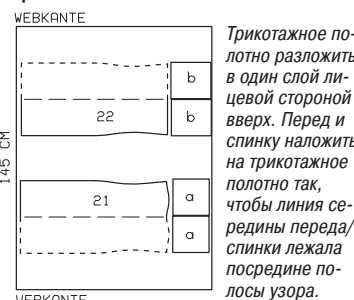 WEBKANTE
b
22
b
145 CM
21
a
a
Трикотажное по-
лотно разложить
в один слой ли-
цевой стороной
вверх. Перед и
спинку наложить
на трикотажное
полотно так,
чтобы линия се-
редины переда/
спинки лежала
посредине по-
лосы узора.